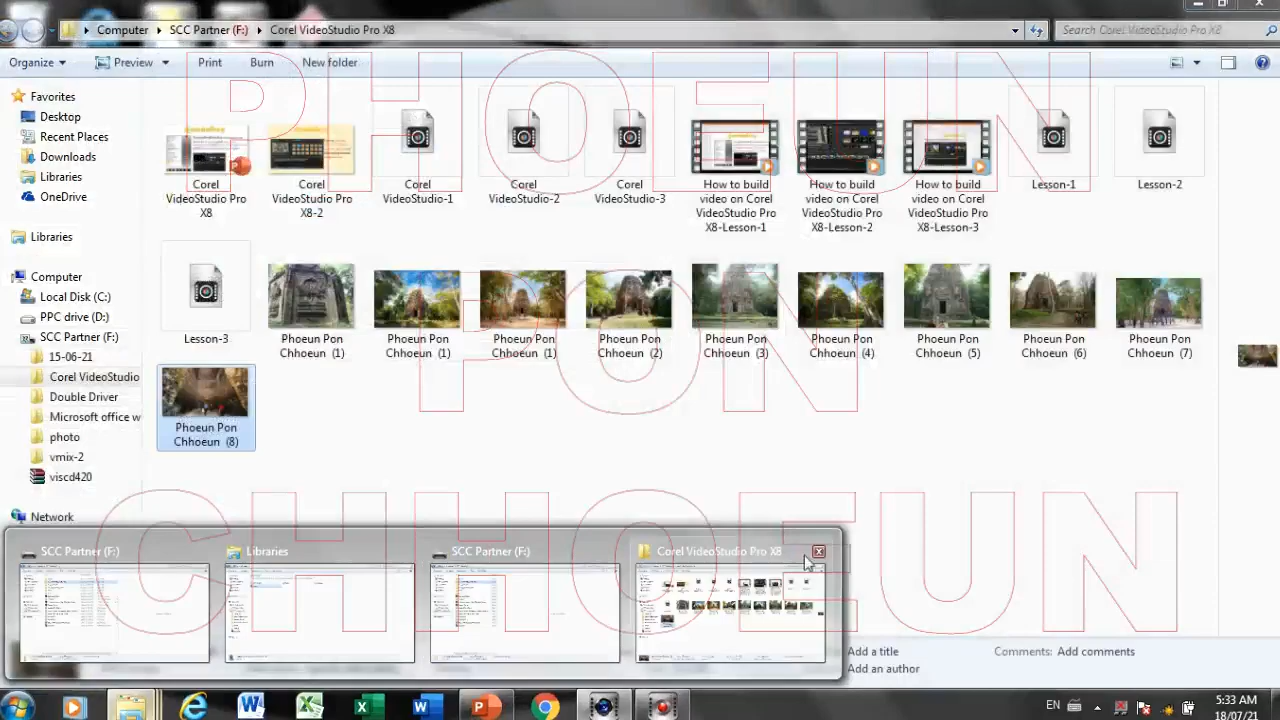 Computer ▸ SCC Partner (F:) ▸ Corel VideoStudio Pro X8
Search Corel VideoStudio Pro X8
Organize Preview Print Burn New folder
PHOEUN
PON
CHHOEUN
Favorites
Desktop
Recent Places
Downloads
Libraries
OneDrive
Libraries
Computer
Local Disk (C:)
PPC drive (D:)
SCC Partner (F:)
15-06-21
Corel VideoStudio
Double Driver
Microsoft office w
photo
vmix-2
viscd420
Network
Corel
VideoStudio Pro
X8
Corel
VideoStudio Pro
X8-2
Corel
VideoStudio-1
Corel
VideoStudio-2
Corel
VideoStudio-3
How to build
video on Corel
VideoStudio Pro
X8-Lesson-1
How to build
video on Corel
VideoStudio Pro
X8-Lesson-2
How to build
video on Corel
VideoStudio Pro
X8-Lesson-3
Lesson-1
Lesson-2
Lesson-3
Phoeun Pon
Chhoeun (1)
Phoeun Pon
Chhoeun (1)
Phoeun Pon
Chhoeun (1)
Phoeun Pon
Chhoeun (2)
Phoeun Pon
Chhoeun (3)
Phoeun Pon
Chhoeun (4)
Phoeun Pon
Chhoeun (5)
Phoeun Pon
Chhoeun (6)
Phoeun Pon
Chhoeun (7)
Phoeun Pon
Chhoeun (8)
SCC Partner (F:)
Libraries
SCC Partner (F:)
Corel VideoStudio Pro X8
Add a title
Comments: Add comments
Add an author
EN
5:33 AM
18/07/21